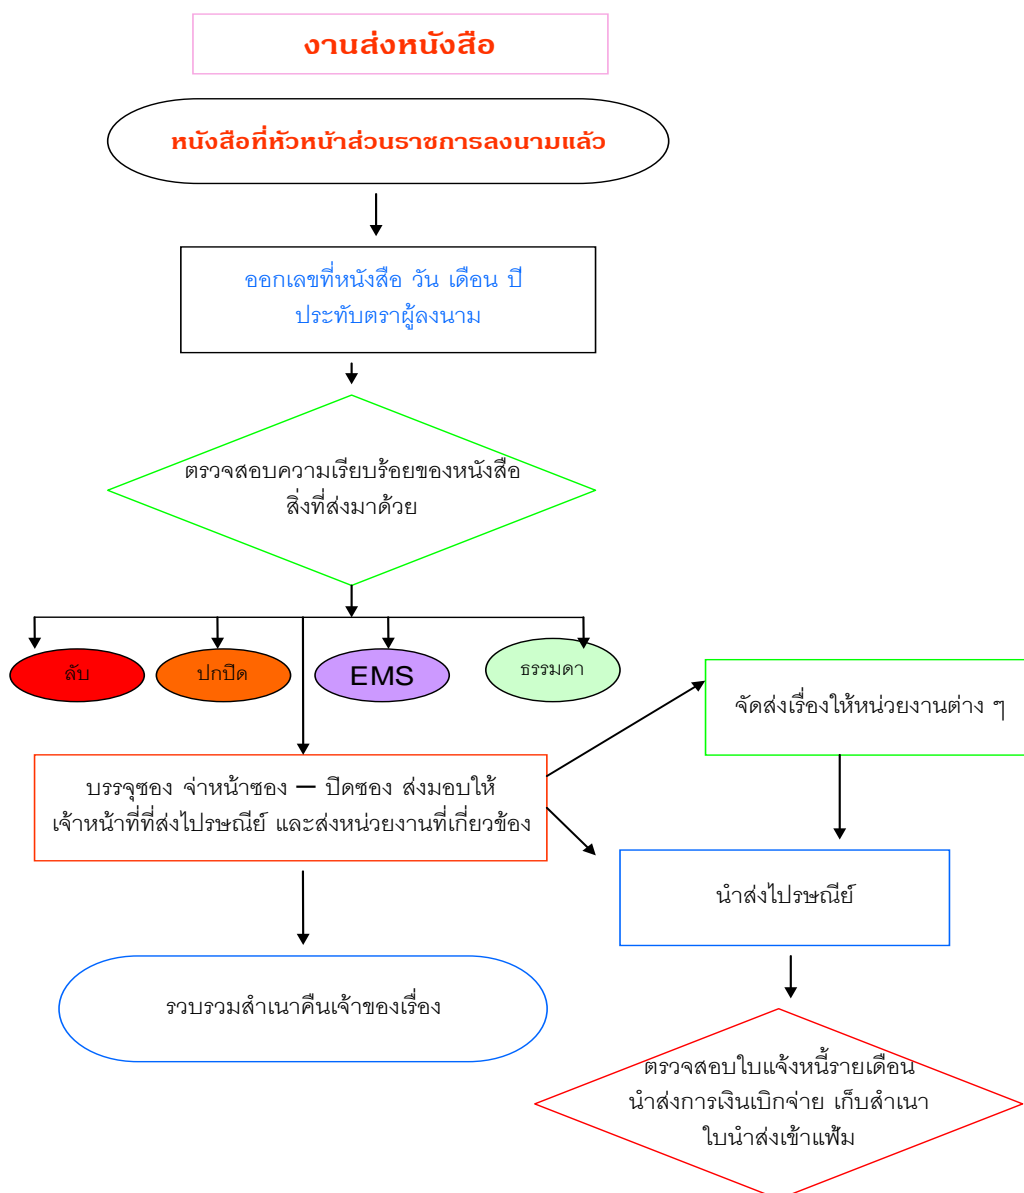 งานส่งหนังสือ
หนังสือที่หัวหน้าส่วนราชการลงนามแล้ว
ออกเลขที่หนังสือ วัน เดือน ปี
ประทับตราผู้ลงนาม
ตรวจสอบความเรียบร้อยของหนังสือ
สิ่งที่ส่งมาด้วย
ลับ
ปกปิด
EMS
ธรรมดา
จัดส่งเรื่องให้หน่วยงานต่าง ๆ
บรรจุซอง จ่าหน้าซอง – ปิดซอง ส่งมอบให้
เจ้าหน้าที่ที่ส่งไปรษณีย์ และส่งหน่วยงานที่เกี่ยวข้อง
นำส่งไปรษณีย์
รวบรวมสำเนาคืนเจ้าของเรื่อง
ตรวจสอบใบแจ้งหนี้รายเดือน
นำส่งการเงินเบิกจ่าย เก็บสำเนา
ใบนำส่งเข้าแฟ้ม